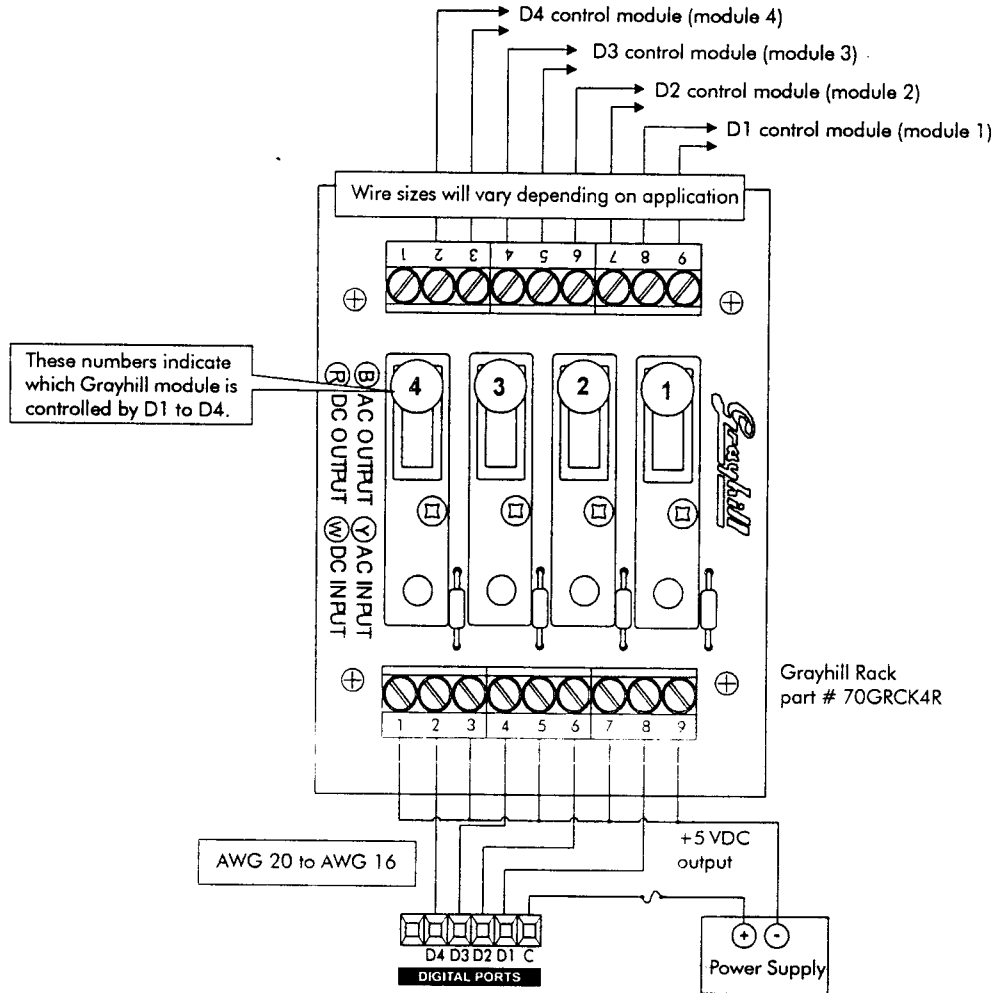 D4 control module (module 4)
D3 control module (module 3)
D2 control module (module 2)
D1 control module (module 1)
Wire sizes will vary depending on application
1 2 3 4 5 6 7 8 9
These numbers indicate
which Grayhill module is
controlled by D1 to D4.
4 3 2 1
B AC OUTPUT Y AC INPUT
R DC OUTPUT W DC INPUT
Grayhill
Grayhill Rack
part # 70GRCK4R
1 2 3 4 5 6 7 8 9
+5 VDC
output
AWG 20 to AWG 16
D4 D3 D2 D1 C
DIGITAL PORTS
+ -
Power Supply